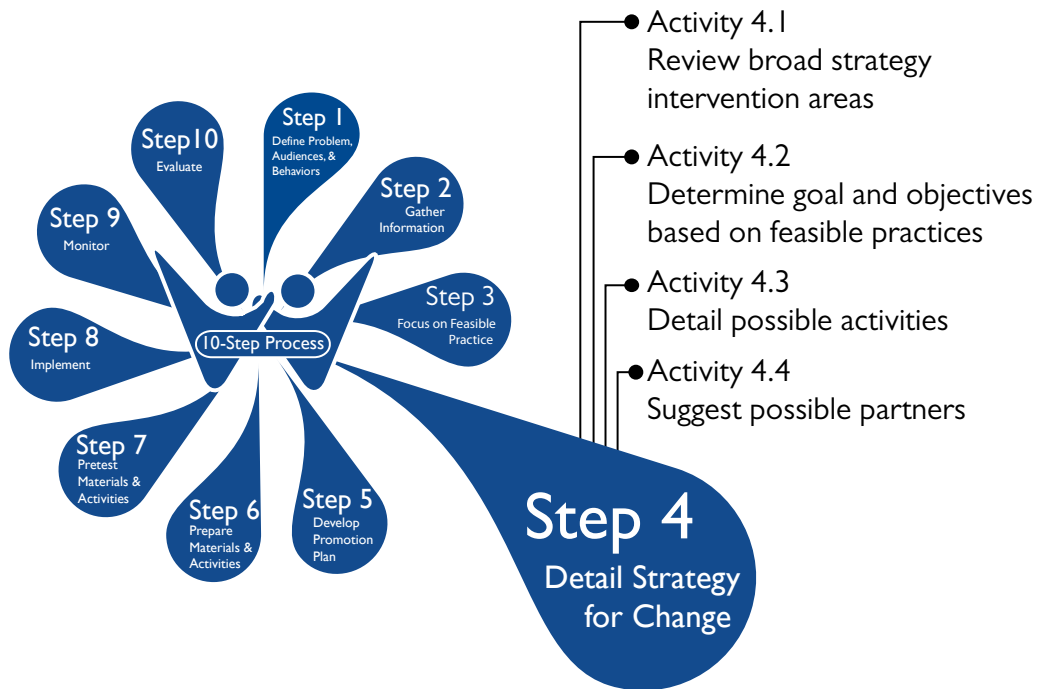 Step 1
Define Problem,
Audiences, &
Behaviors
Step 2
Gather
Information
Step 3
Focus on Feasible
Practice
Step 4
Detail Strategy
for Change
Activity 4.1
Review broad strategy
intervention areas
Activity 4.2
Determine goal and objectives
based on feasible practices
Activity 4.3
Detail possible activities
Activity 4.4
Suggest possible partners
Step 5
Develop
Promotion
Plan
Step 6
Prepare
Materials &
Activities
Step 7
Pretest
Materials &
Activities
Step 8
Implement
Step 9
Monitor
Step10
Evaluate
10-Step Process